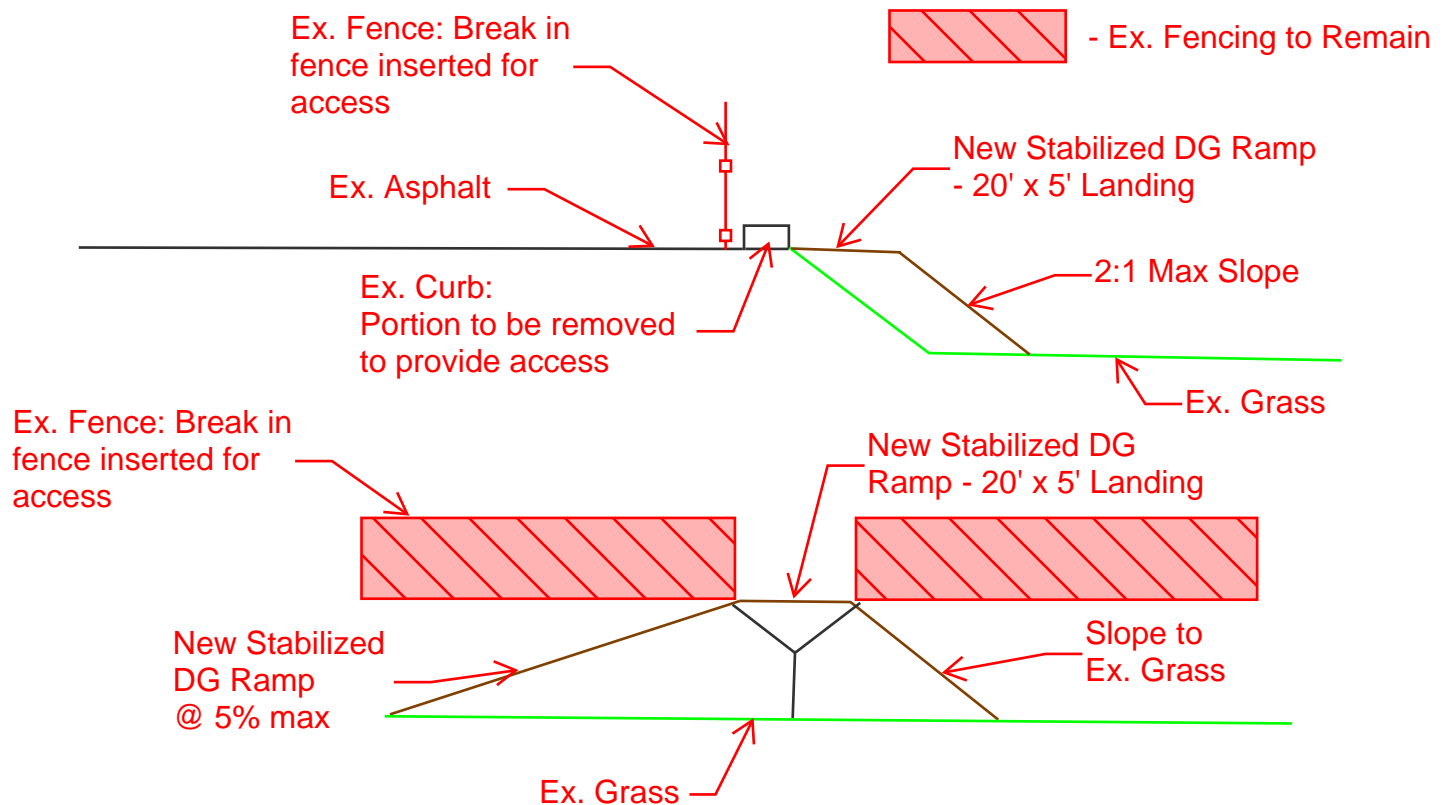 Ex. Fence: Break in
fence inserted for
access
- Ex. Fencing to Remain
New Stabilized DG Ramp
- 20' x 5' Landing
Ex. Asphalt
2:1 Max Slope
Ex. Curb:
Portion to be removed
to provide access
Ex. Grass
Ex. Fence: Break in
fence inserted for
access
New Stabilized DG
Ramp - 20' x 5' Landing
New Stabilized
DG Ramp
@ 5% max
Slope to
Ex. Grass
Ex. Grass